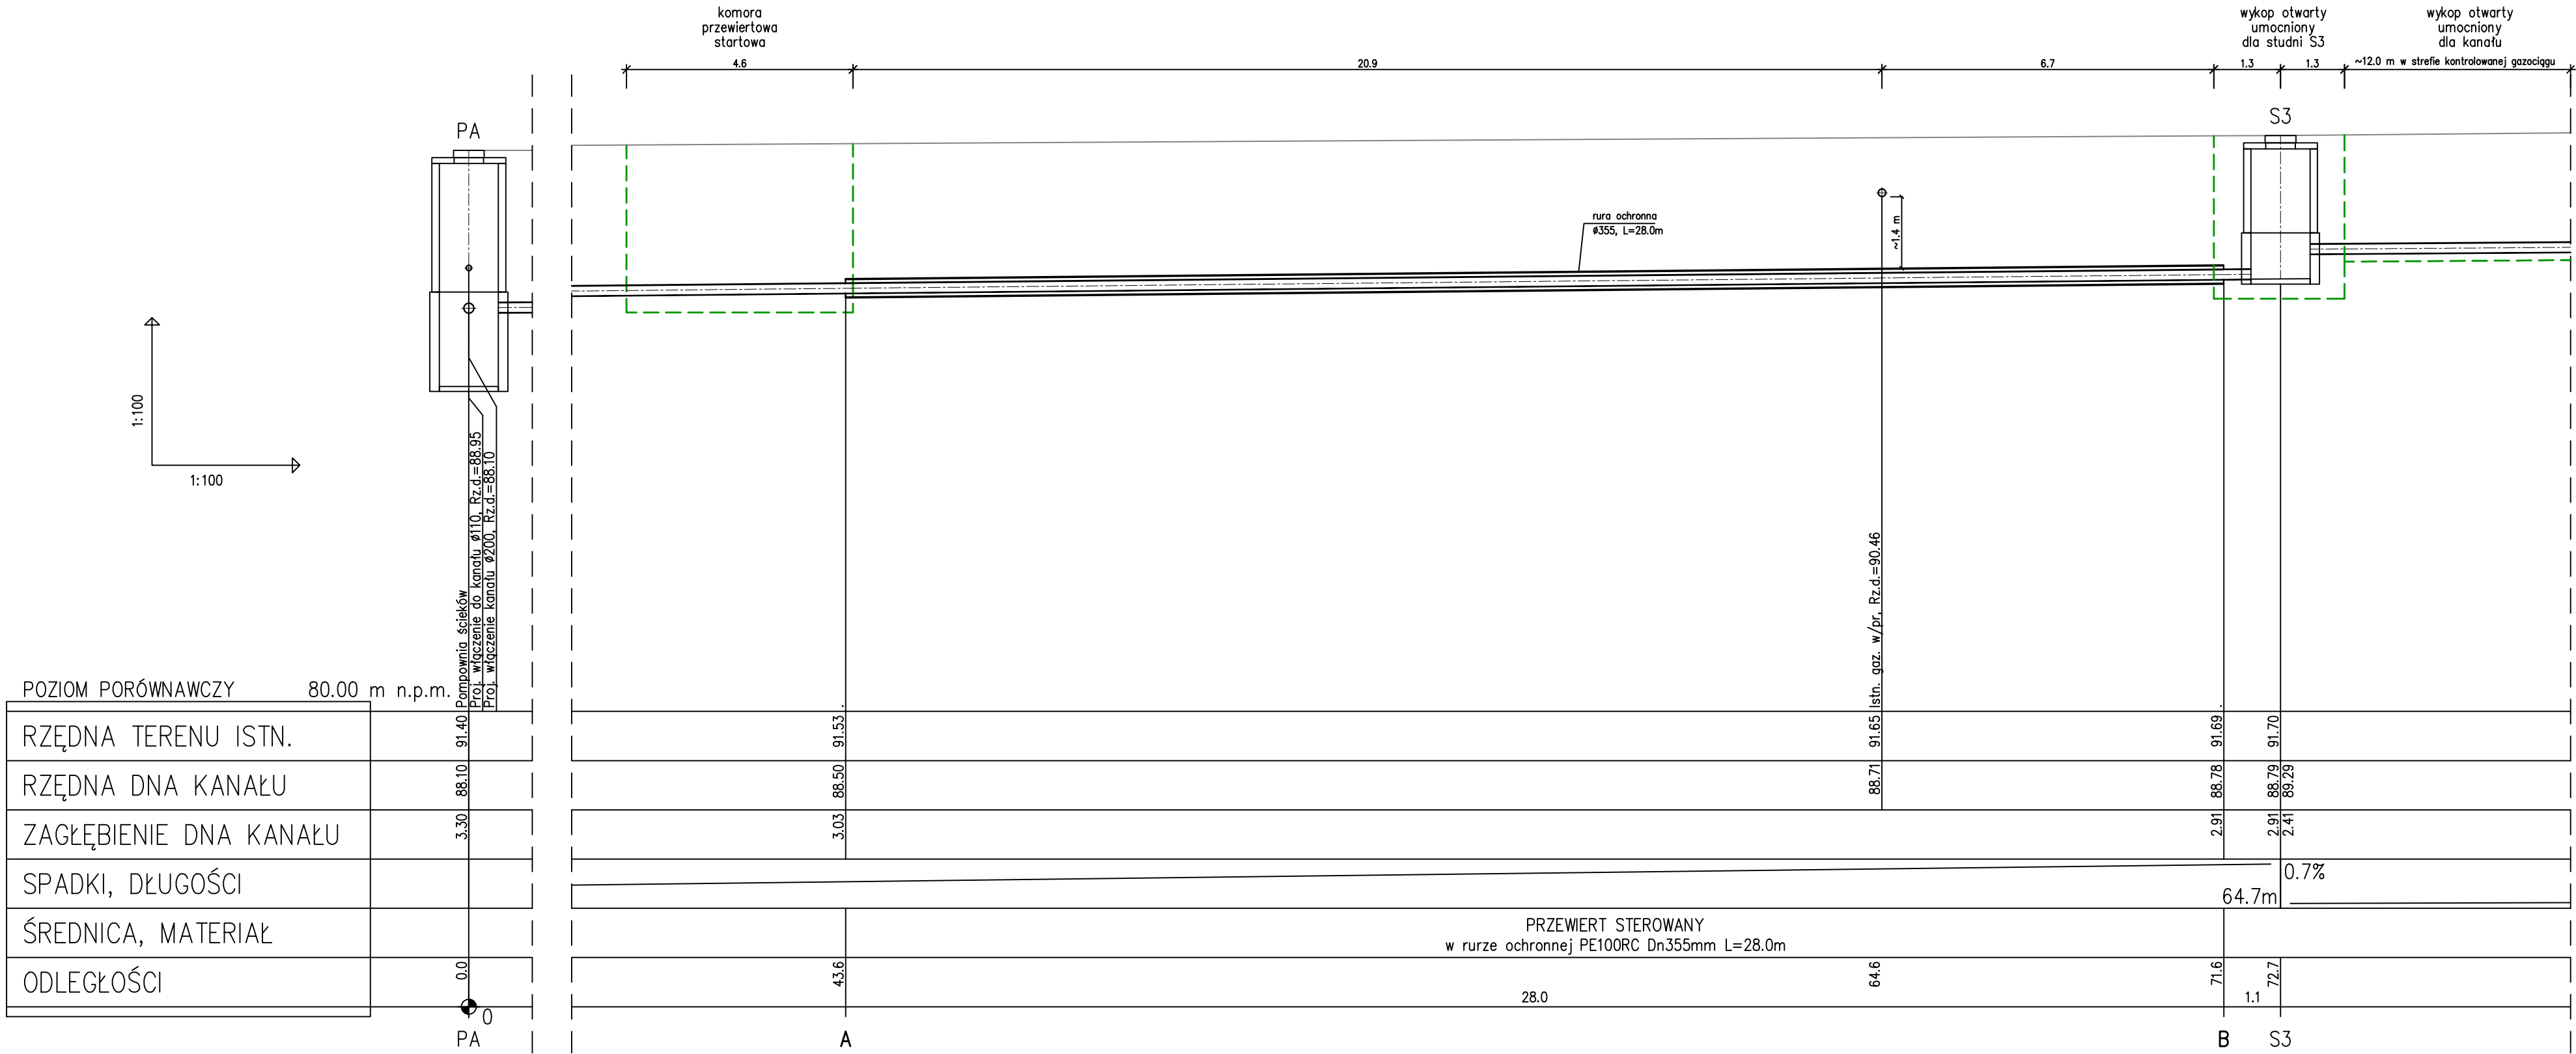 komora
przewiertowa
startowa
wykop otwarty
umocniony
dla studni S3
wykop otwarty
umocniony
dla kanału
4.6
20.9
6.7
1.3
1.3
~12.0 m w strefie kontrolowanej gazociągu
PA
S3
rura ochronna
ø355, L=28.0m
~1.4 m
1:100
1:100
Pompownia ścieków
Proj. włączenie do kanału ø110, Rz.d.=88.95
Proj. włączenie kanału ø200, Rz.d.=88.10
Istn. gaz. w/pr, Rz.d.=90.46
POZIOM PORÓWNAWCZY 80.00 m n.p.m.
RZĘDNA TERENU ISTN.
91.40
91.53
91.65
91.69
91.70
RZĘDNA DNA KANAŁU
88.10
88.50
88.71
88.78
88.79
89.29
ZAGŁĘBIENIE DNA KANAŁU
3.30
3.03
2.91
2.91
2.41
SPADKI, DŁUGOŚCI
0.7%
64.7m
ŚREDNICA, MATERIAŁ
PRZEWIERT STEROWANY
w rurze ochronnej PE100RC Dn355mm L=28.0m
ODLEGŁOŚCI
0.0
43.6
64.6
71.6
72.7
28.0
1.1
0
PA
A
B
S3